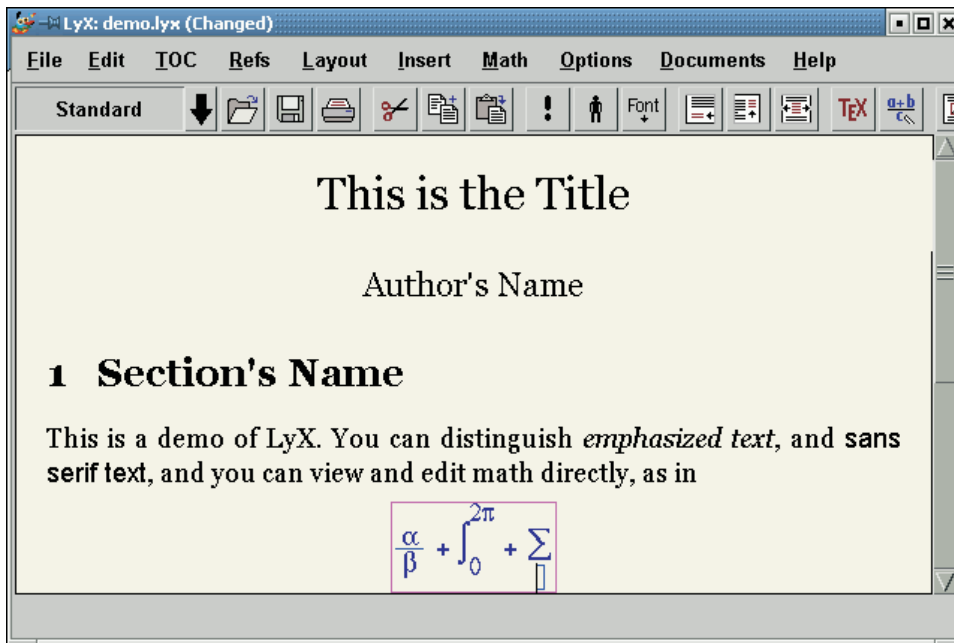 LyX: demo.lyx (Changed)
File Edit TOC Refs Layout Insert Math Options Documents Help
Standard ! Font TEX a+b c
This is the Title
Author's Name
1 Section's Name
This is a demo of LyX. You can distinguish emphasized text, and sans
serif text, and you can view and edit math directly, as in
α/β + ∫₀²π + ∑